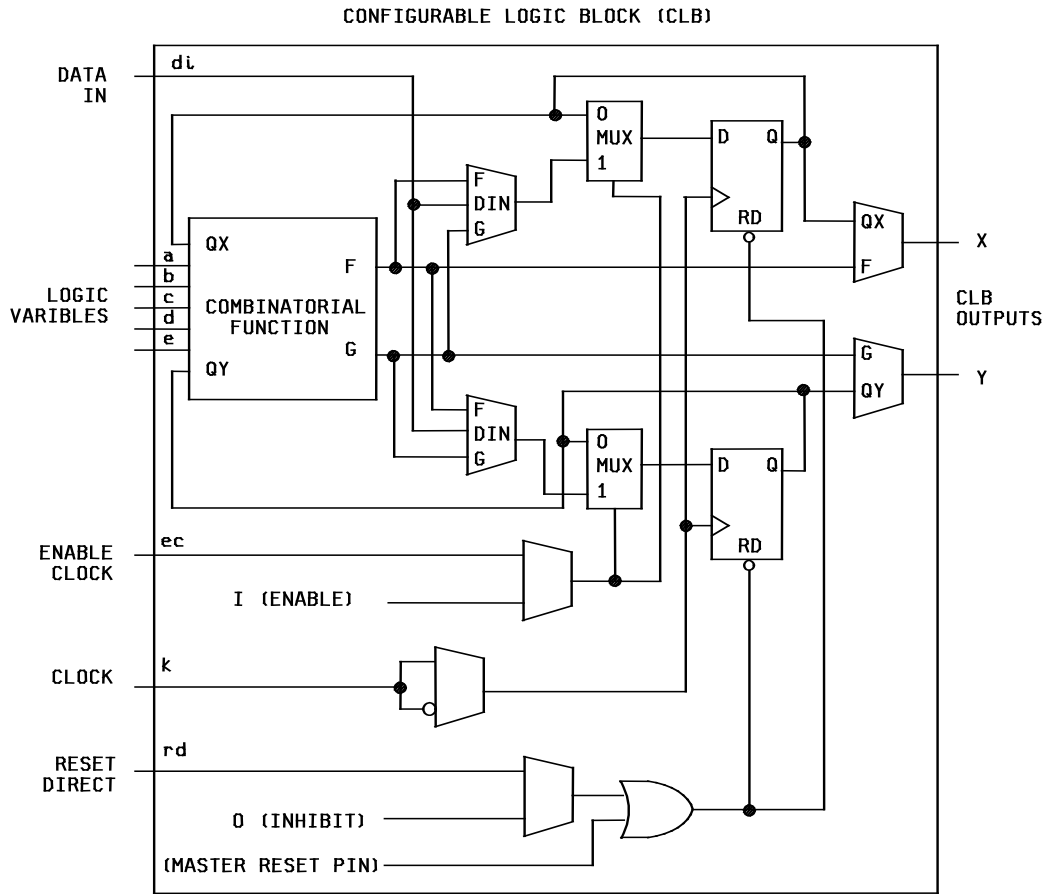 CONFIGURABLE LOGIC BLOCK (CLB)
DATA
IN
di
0
MUX
1
D Q
RD
F
DIN
G
QX
F
X
QX
a
b
c
d
e
LOGIC
VARIBLES
F
COMBINATORIAL
FUNCTION
G
QY
CLB
OUTPUTS
G
QY
Y
F
DIN
G
0
MUX
1
D Q
RD
ENABLE
CLOCK
ec
I (ENABLE)
CLOCK
k
RESET
DIRECT
rd
O (INHIBIT)
(MASTER RESET PIN)